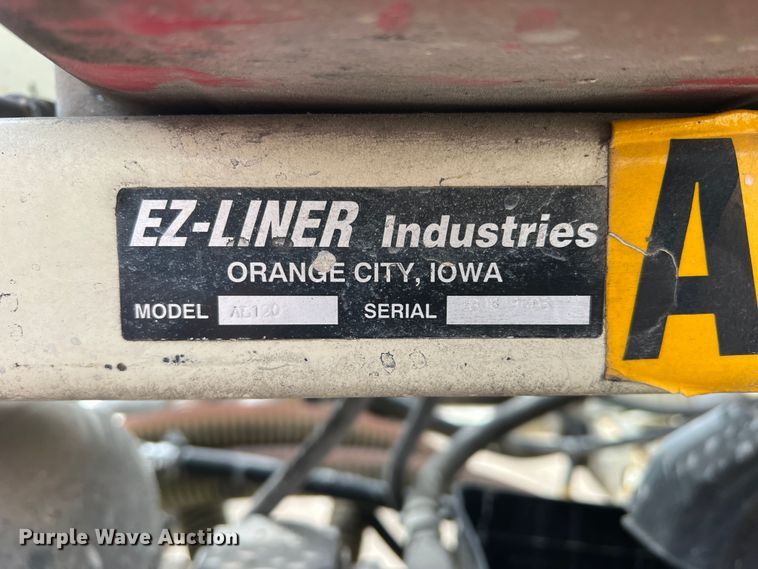 EZ-LINER Industries
ORANGE CITY, IOWA
MODEL SERIAL
A
Purple Wave Auction